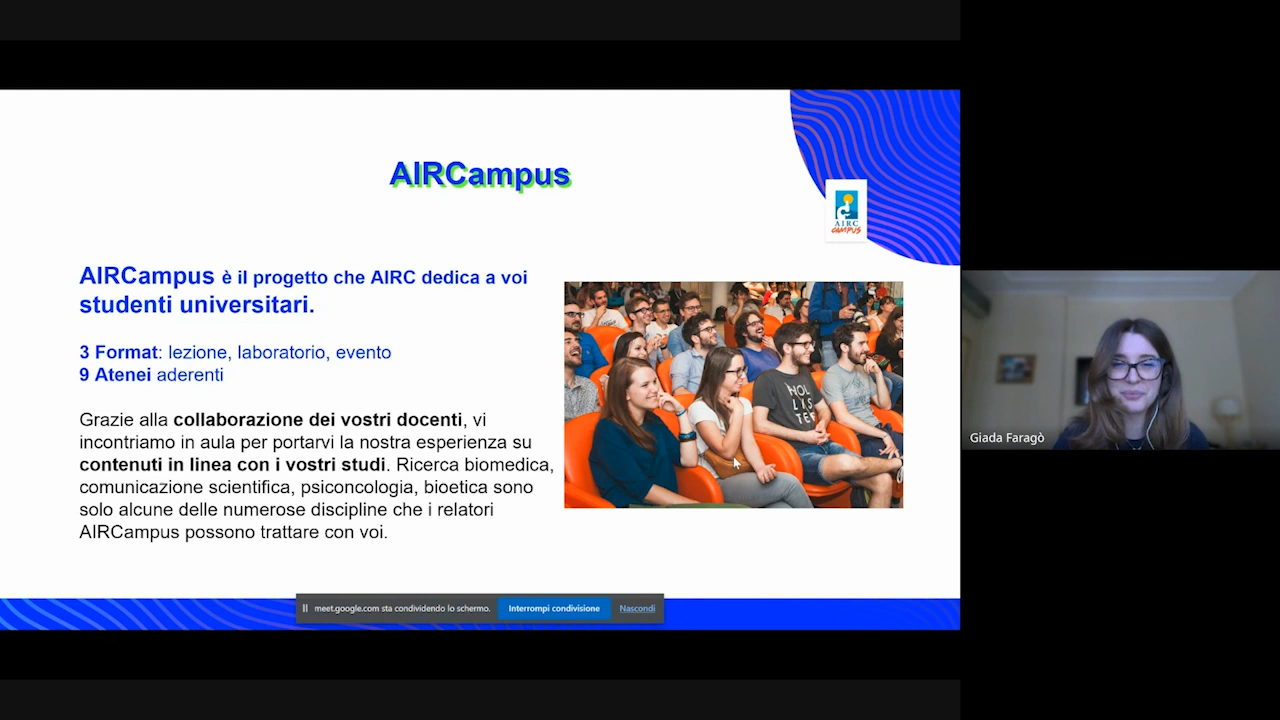 AIRCampus
AIRC
CAMPUS
AIRCampus è il progetto che AIRC dedica a voi
studenti universitari.
3 Format: lezione, laboratorio, evento
9 Atenei aderenti
Grazie alla collaborazione dei vostri docenti, vi
incontriamo in aula per portarvi la nostra esperienza su
contenuti in linea con i vostri studi. Ricerca biomedica,
comunicazione scientifica, psiconcologia, bioetica sono
solo alcune delle numerose discipline che i relatori
AIRCampus possono trattare con voi.
HOL
LIS
TER
Giada Faragò
meet.google.com sta condividendo lo schermo. Interrompi condivisione Nascondi